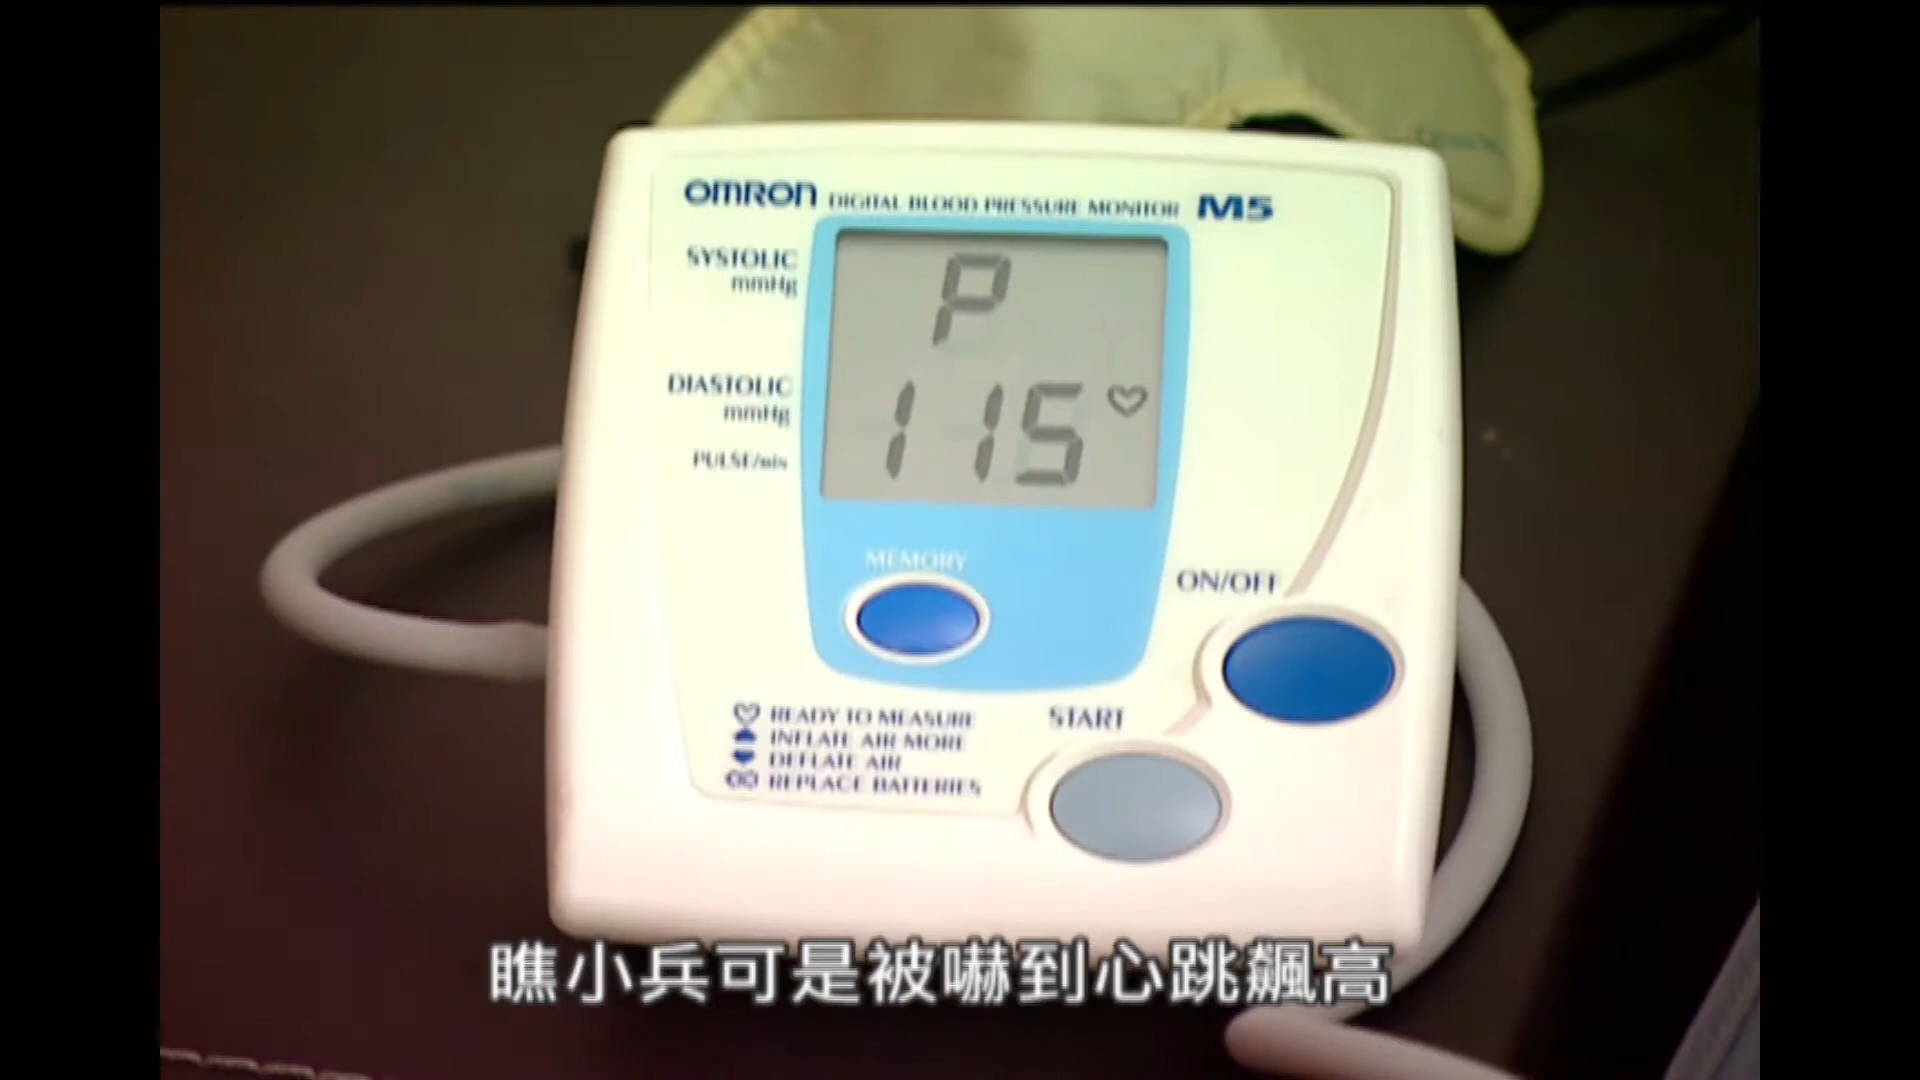 OMRON DIGITAL BLOOD PRESSURE MONITOR M5
SYSTOLIC
mmHg
P
DIASTOLIC
mmHg
115
PULSE/min
MEMORY
ON/OFF
START
READY TO MEASURE
INFLATE AIR MORE
DEFLATE AIR
REPLACE BATTERIES
瞧小兵可是被嚇到心跳飆高